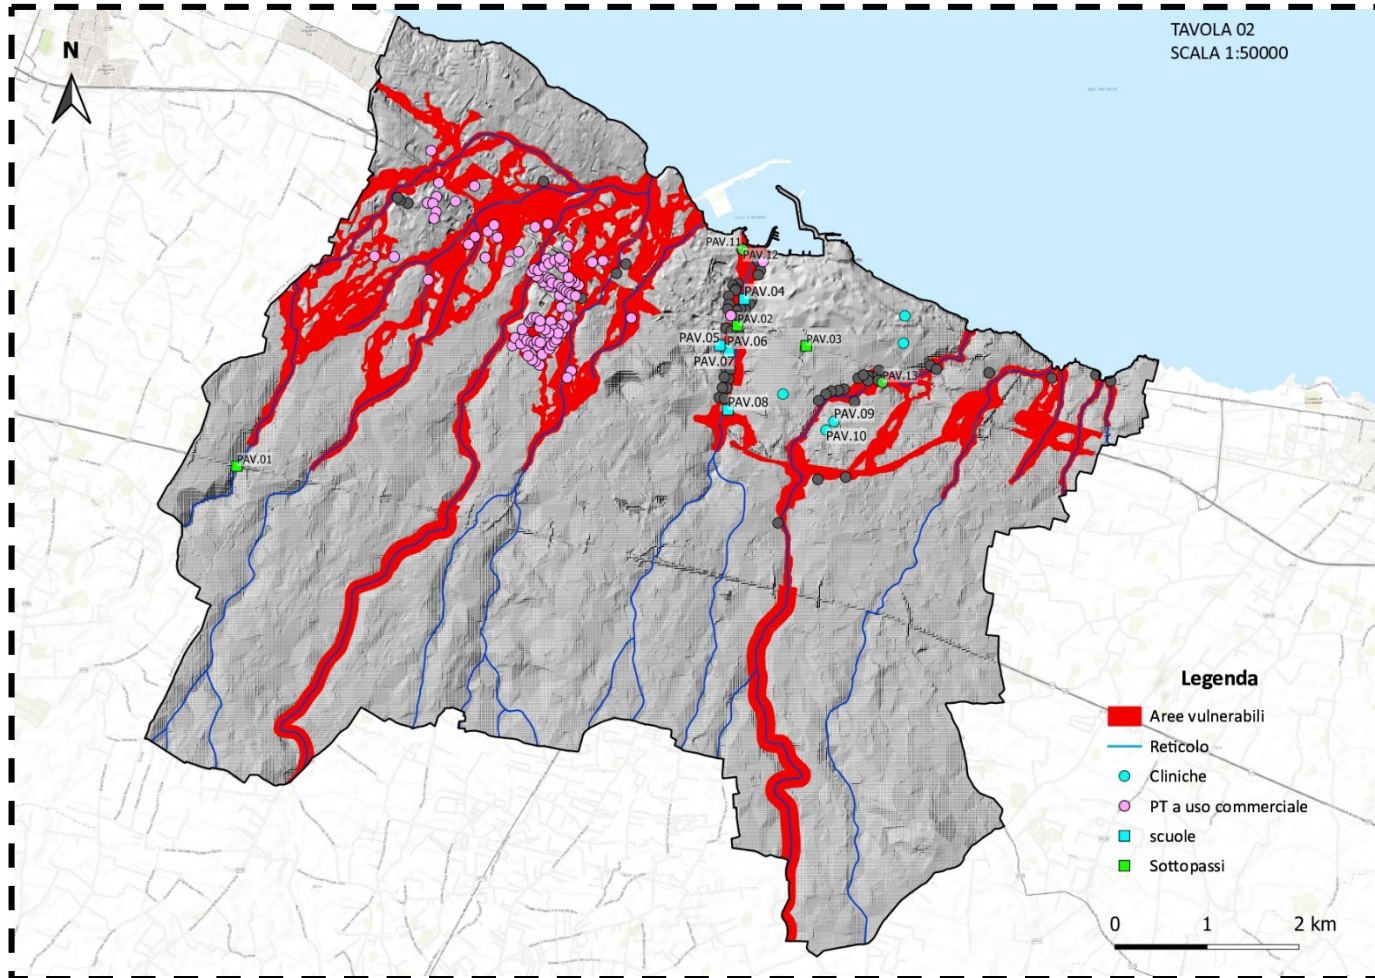 TAVOLA 02
SCALA 1:50000
N
PAV.11
PAV.12
PAV.04
PAV.02
PAV.05
PAV.06
PAV.03
PAV.07
PAV.13
PAV.08
PAV.09
PAV.10
PAV.01
Legenda
Aree vulnerabili
Reticolo
Cliniche
PT a uso commerciale
scuole
Sottopassi
0 1 2 km